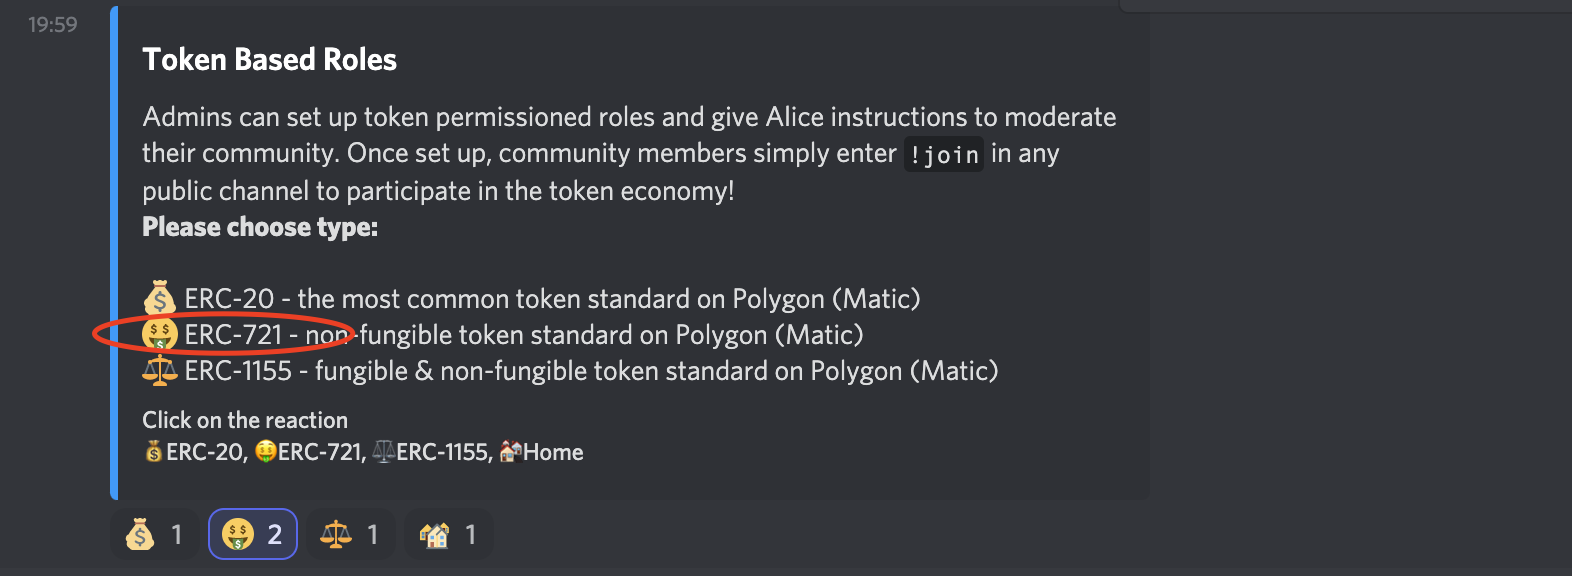 19:59
Token Based Roles
Admins can set up token permissioned roles and give Alice instructions to moderate
their community. Once set up, community members simply enter !join in any
public channel to participate in the token economy!
Please choose type:
💰 ERC-20 - the most common token standard on Polygon (Matic)
🤑 ERC-721 - non-fungible token standard on Polygon (Matic)
⚖️ ERC-1155 - fungible & non-fungible token standard on Polygon (Matic)
Click on the reaction
💰ERC-20, 🤑ERC-721, ⚖️ERC-1155, 🏘️Home
💰 1 🤑 2 ⚖️ 1 🏘️ 1